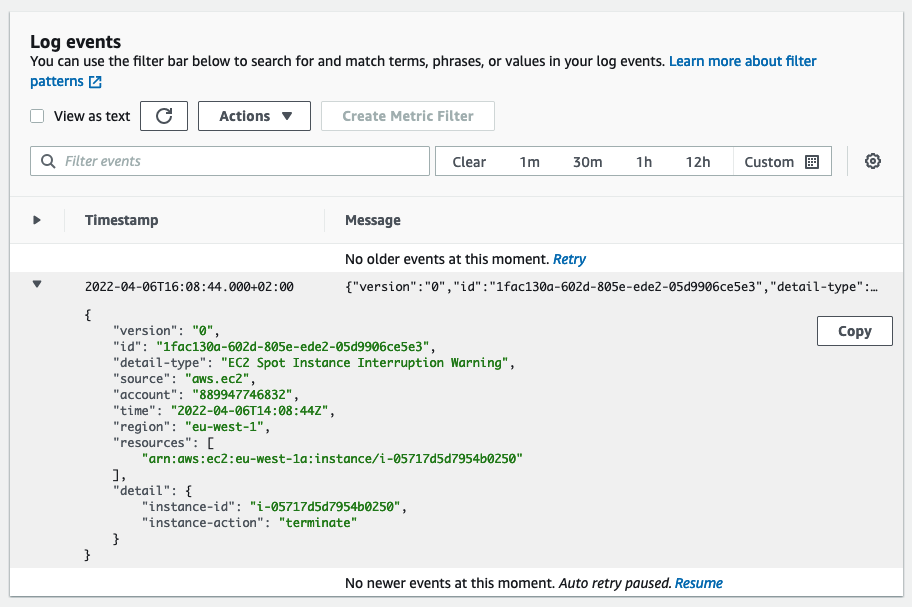 Log events
You can use the filter bar below to search for and match terms, phrases, or values in your log events. Learn more about filter
patterns
View as text
Actions
Create Metric Filter
Filter events
Clear 1m 30m 1h 12h Custom
Timestamp Message
No older events at this moment. Retry
2022-04-06T16:08:44.000+02:00 {"version":"0","id":"1fac130a-602d-805e-ede2-05d9906ce5e3","detail-type":…
{
"version": "0",
Copy
"id": "1fac130a-602d-805e-ede2-05d9906ce5e3",
"detail-type": "EC2 Spot Instance Interruption Warning",
"source": "aws.ec2",
"account": "889947746832",
"time": "2022-04-06T14:08:44Z",
"region": "eu-west-1",
"resources": [
"arn:aws:ec2:eu-west-1a:instance/i-05717d5d7954b0250"
],
"detail": {
"instance-id": "i-05717d5d7954b0250",
"instance-action": "terminate"
}
}
No newer events at this moment. Auto retry paused. Resume